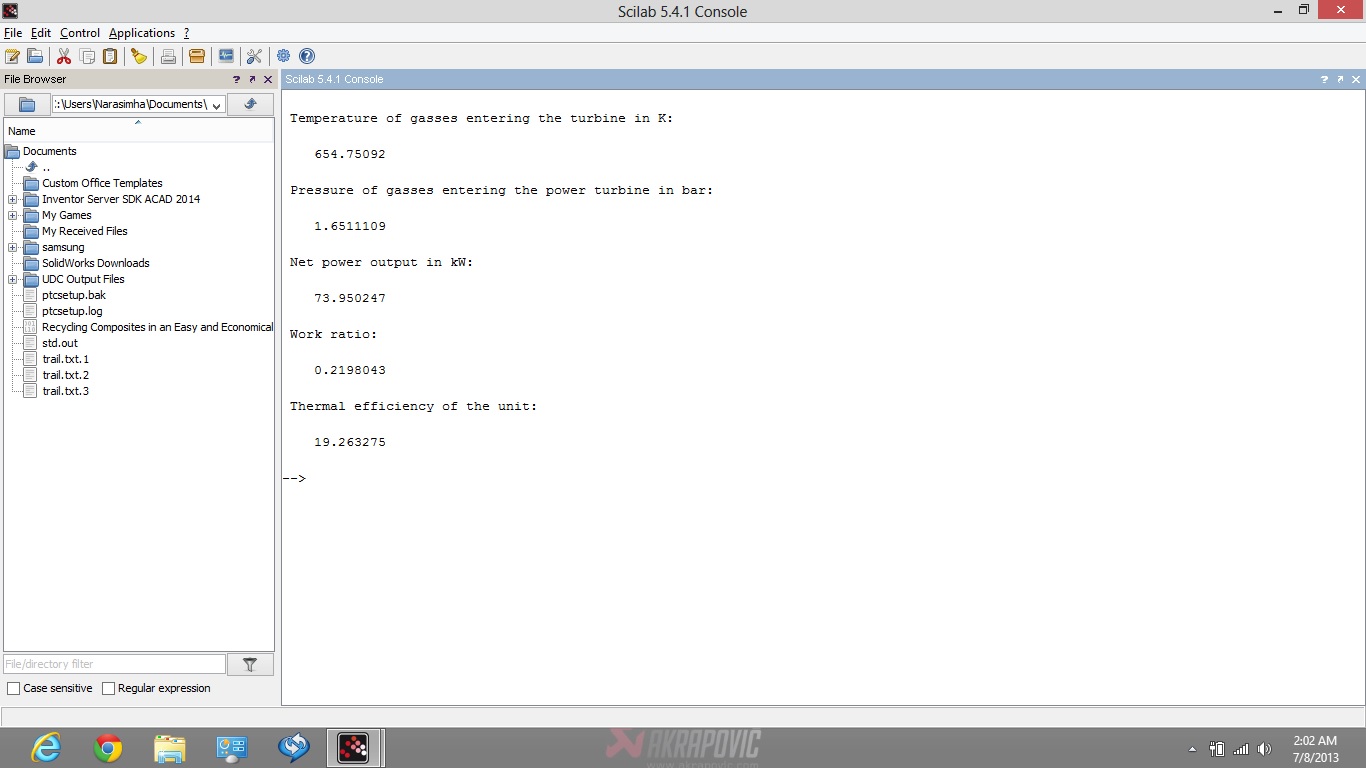 Scilab 5.4.1 Console
File Edit Control Applications ?
File Browser ? 
Scilab 5.4.1 Console ?
:\Users\Narasimha\Documents\
Name
Documents
..
Custom Office Templates
Inventor Server SDK ACAD 2014
My Games
My Received Files
samsung
SolidWorks Downloads
UDC Output Files
ptcsetup.bak
ptcsetup.log
Recycling Composites in an Easy and Economical
std.out
trail.txt.1
trail.txt.2
trail.txt.3
File/directory filter
Case sensitive Regular expression
Temperature of gasses entering the turbine in K:
654.75092
Pressure of gasses entering the power turbine in bar:
1.6511109
Net power output in kW:
73.950247
Work ratio:
0.2198043
Thermal efficiency of the unit:
19.263275
-->
AKRAPOVIC
www.akrapovic.com
2:02 AM
7/8/2013